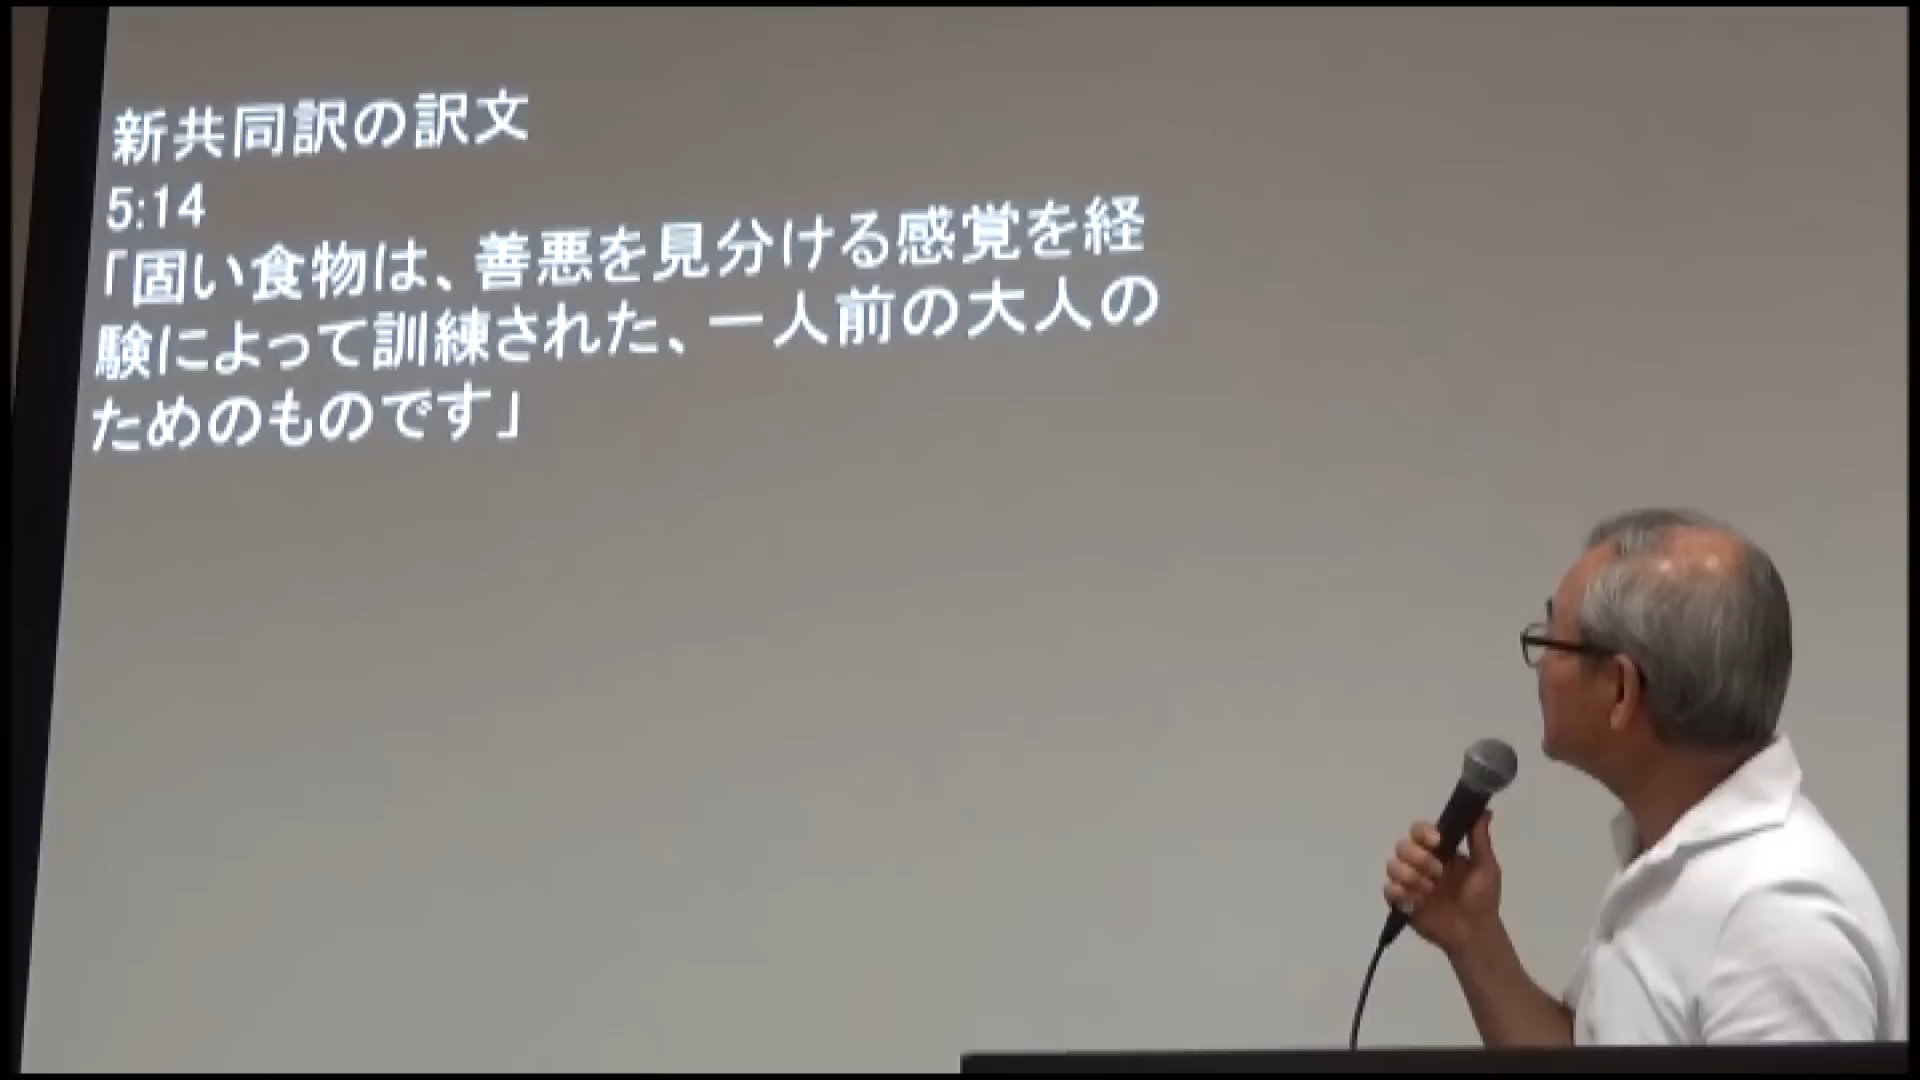 新共同訳の訳文
5:14
「固い食物は、善悪を見分ける感覚を経
験によって訓練された、一人前の大人の
ためのものです」